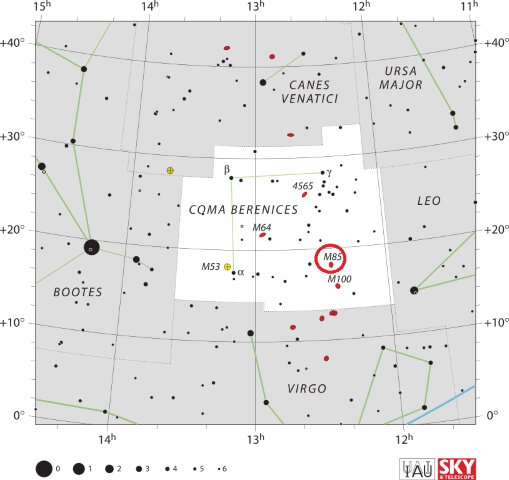 15h 14h 13h 12h 11h
+40° +40°
URSA
MAJOR
CANES
VENATICI
+30° +30°
β γ
4565
COMA BERENICES LEO
M64
+20° +20°
M85
M53 α
M100
BOOTES
+10° +10°
VIRGO
0° 0°
14h 13h 12h
0 1 2 3 4 5 6
IAU SKY
& TELESCOPE